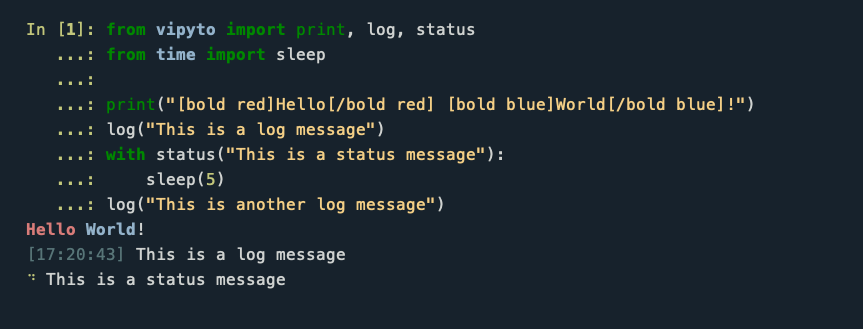 In [1]: from vipyto import print, log, status
   ...: from time import sleep
   ...:
   ...: print("[bold red]Hello[/bold red] [bold blue]World[/bold blue]!")
   ...: log("This is a log message")
   ...: with status("This is a status message"):
   ...:     sleep(5)
   ...: log("This is another log message")
Hello World!
[17:20:43] This is a log message
⠙ This is a status message